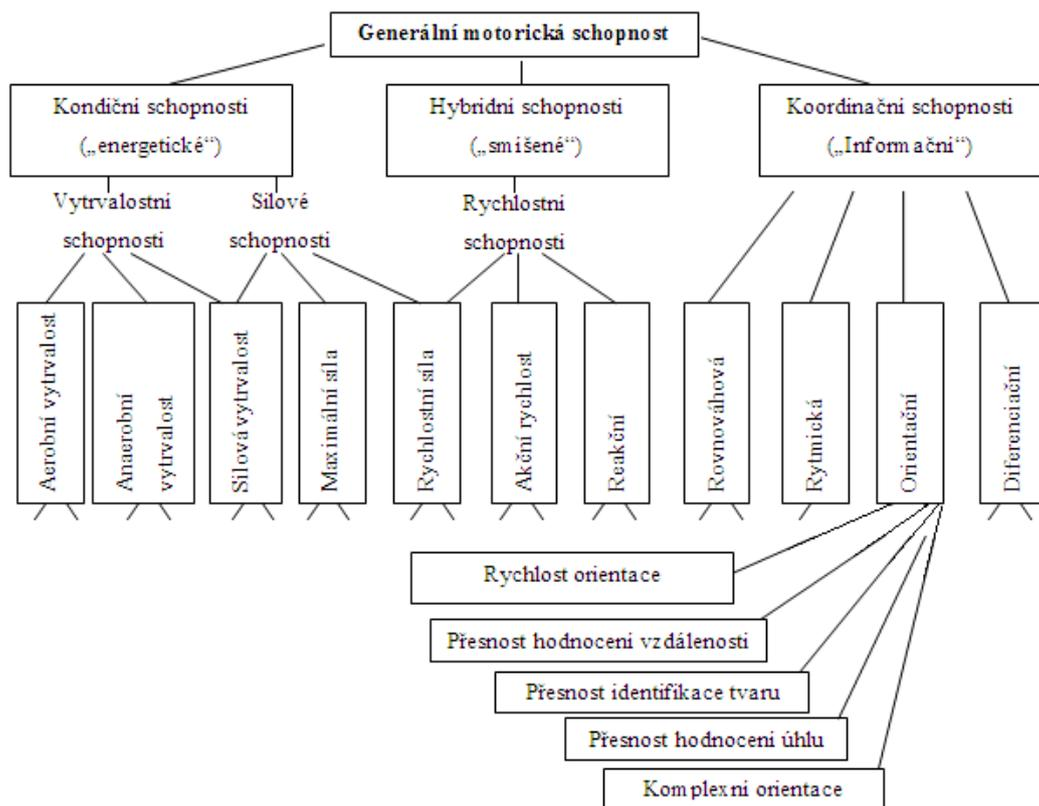 Generální motorická schopnost
Kondiční schopnosti
(„energetické“)
Hybridní schopnosti
(„smíšené“)
Koordinační schopnosti
(„Informační“)
Vytrvalostní
schopnosti
Silové
schopnosti
Rychlostní
schopnosti
Aerobní vytrvalost
Anaerobní
vytrvalost
Silová vytrvalost
Maximální síla
Rychlostní síla
Akční rychlost
Reakční
Rovnováhová
Rytmická
Orientační
Diferenciační
Rychlost orientace
Přesnost hodnocení vzdálenosti
Přesnost identifikace tvaru
Přesnost hodnocení úhlu
Komplexní orientace